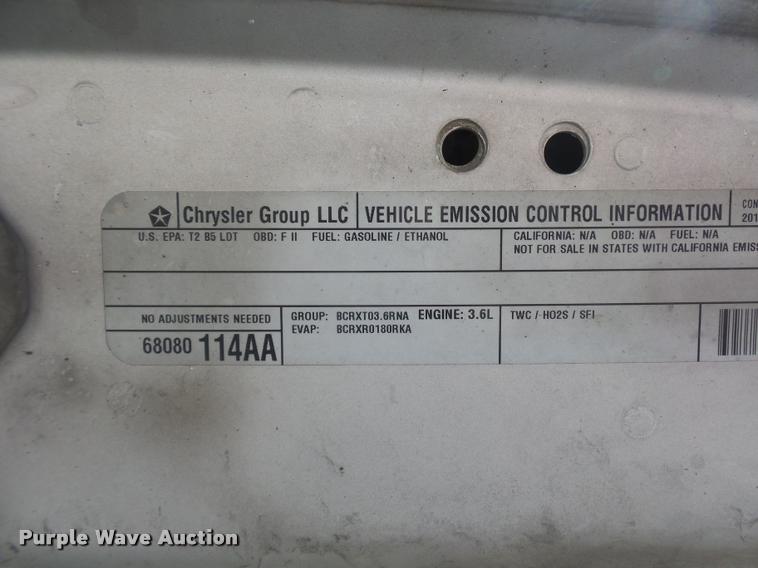 Chrysler Group LLC VEHICLE EMISSION CONTROL INFORMATION
U.S. EPA: T2 B5 LDT OBD: F II FUEL: GASOLINE / ETHANOL
CALIFORNIA: N/A OBD: N/A FUEL: N/A
NOT FOR SALE IN STATES WITH CALIFORNIA
NO ADJUSTMENTS NEEDED
68080 114AA
GROUP: BCRXT03.6RNA ENGINE: 3.6L
EVAP: BCRXR0180RKA
TWC / HO2S / SFI
Purple Wave Auction